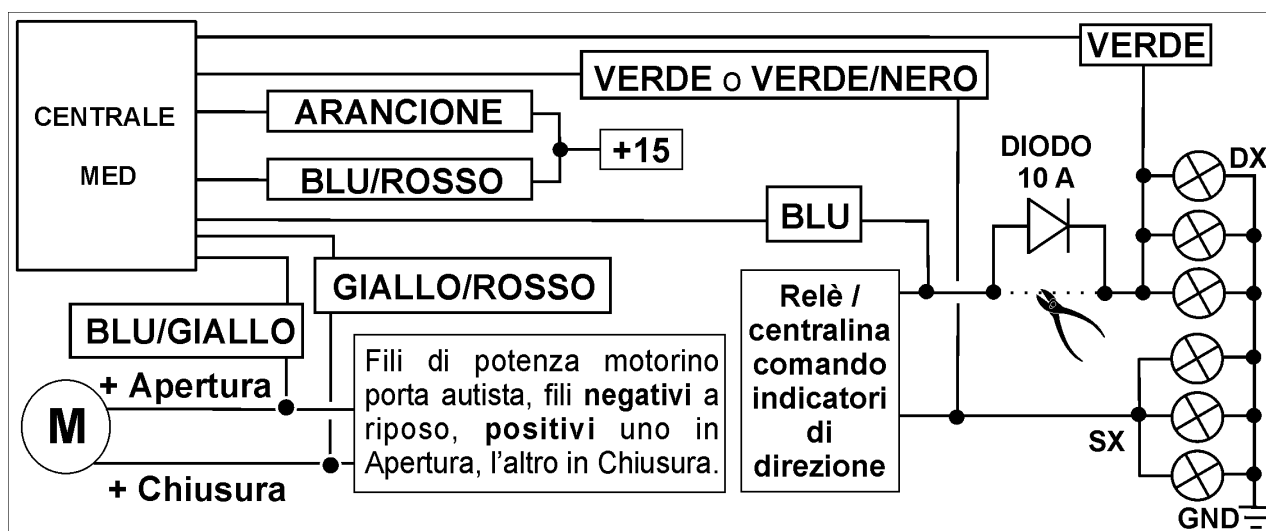 CENTRALE
MED
VERDE
VERDE o VERDE/NERO
ARANCIONE
+15
BLU/ROSSO
DIODO
10 A
DX
BLU
GIALLO/ROSSO
BLU/GIALLO
Relè /
centralina
comando
indicatori
di
direzione
+ Apertura
M
+ Chiusura
Fili di potenza motorino
porta autista, fili negativi a
riposo, positivi uno in
Apertura, l'altro in Chiusura.
SX
GND